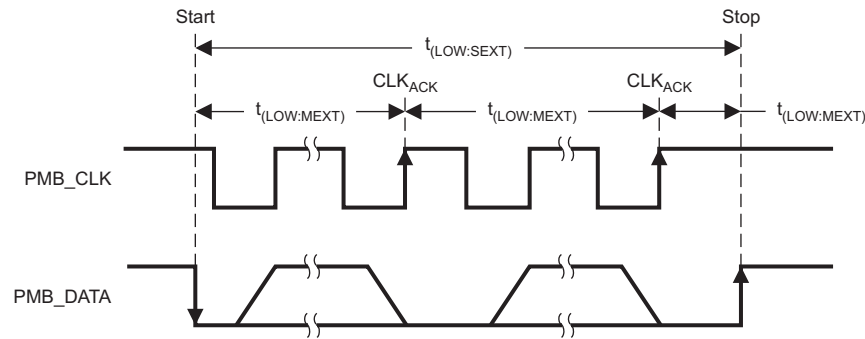 Start Stop
t(LOW:SEXT)
CLKACK CLKACK
t(LOW:MEXT) t(LOW:MEXT) t(LOW:MEXT)
PMB_CLK
PMB_DATA